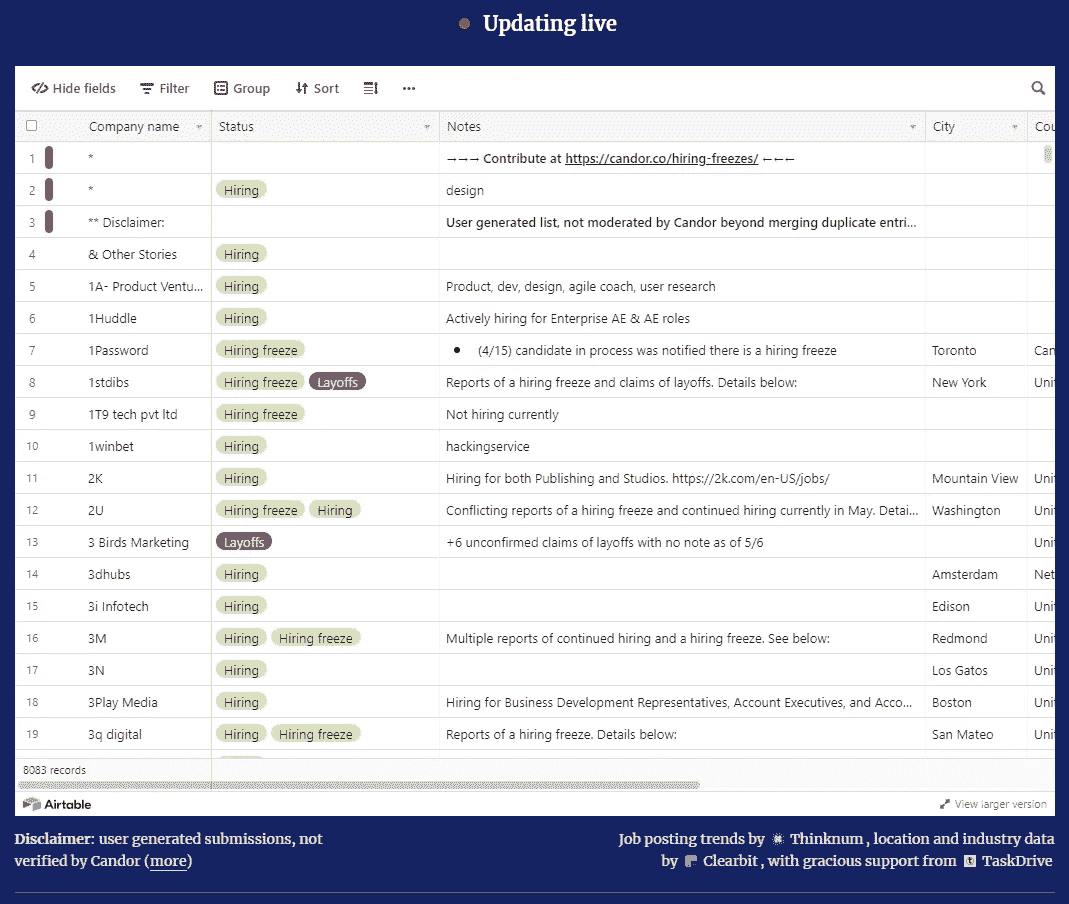 Updating live
Hide fields Filter Group Sort ...
Company name Status Notes City Cou
1 * →→→ Contribute at https://candor.co/hiring-freezes/ ←←←
2 * Hiring design
3 ** Disclaimer: User generated list, not moderated by Candor beyond merging duplicate entri...
4 & Other Stories Hiring
5 1A- Product Ventu... Hiring Product, dev, design, agile coach, user research
6 1Huddle Hiring Actively hiring for Enterprise AE & AE roles
7 1Password Hiring freeze • (4/15) candidate in process was notified there is a hiring freeze Toronto Can
8 1stdibs Hiring freeze Layoffs Reports of a hiring freeze and claims of layoffs. Details below: New York Unit
9 1T9 tech pvt ltd Hiring freeze Not hiring currently
10 1winbet Hiring hackingservice
11 2K Hiring Hiring for both Publishing and Studios. https://2k.com/en-US/jobs/ Mountain View Unit
12 2U Hiring freeze Hiring Conflicting reports of a hiring freeze and continued hiring currently in May. Detai... Washington Unit
13 3 Birds Marketing Layoffs +6 unconfirmed claims of layoffs with no note as of 5/6 Unit
14 3dhubs Hiring Amsterdam Net
15 3i Infotech Hiring Edison Unit
16 3M Hiring Hiring freeze Multiple reports of continued hiring and a hiring freeze. See below: Redmond Unit
17 3N Hiring Los Gatos Unit
18 3Play Media Hiring Hiring for Business Development Representatives, Account Executives, and Acco... Boston Unit
19 3q digital Hiring Hiring freeze Reports of a hiring freeze. Details below: San Mateo Unit
8083 records
Airtable View larger version
Disclaimer: user generated submissions, not
verified by Candor (more)
Job posting trends by Thinknum, location and industry data
by Clearbit, with gracious support from TaskDrive